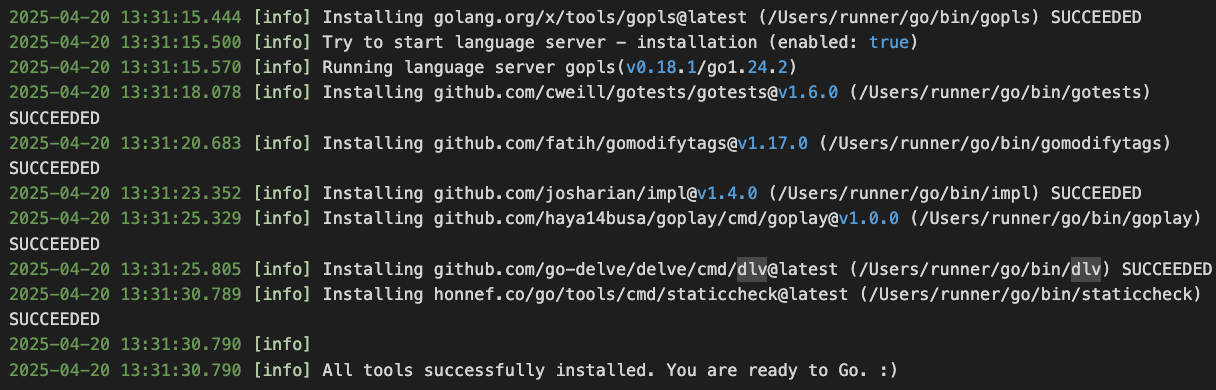 2025-04-20 13:31:15.444 [info] Installing golang.org/x/tools/gopls@latest (/Users/runner/go/bin/gopls) SUCCEEDED
2025-04-20 13:31:15.500 [info] Try to start language server - installation (enabled: true)
2025-04-20 13:31:15.570 [info] Running language server gopls(v0.18.1/go1.24.2)
2025-04-20 13:31:18.078 [info] Installing github.com/cweill/gotests/gotests@v1.6.0 (/Users/runner/go/bin/gotests)
SUCCEEDED
2025-04-20 13:31:20.683 [info] Installing github.com/fatih/gomodifytags@v1.17.0 (/Users/runner/go/bin/gomodifytags)
SUCCEEDED
2025-04-20 13:31:23.352 [info] Installing github.com/josharian/impl@v1.4.0 (/Users/runner/go/bin/impl) SUCCEEDED
2025-04-20 13:31:25.329 [info] Installing github.com/haya14busa/goplay/cmd/goplay@v1.0.0 (/Users/runner/go/bin/goplay)
SUCCEEDED
2025-04-20 13:31:25.805 [info] Installing github.com/go-delve/delve/cmd/dlv@latest (/Users/runner/go/bin/dlv) SUCCEEDED
2025-04-20 13:31:30.789 [info] Installing honnef.co/go/tools/cmd/staticcheck@latest (/Users/runner/go/bin/staticcheck)
SUCCEEDED
2025-04-20 13:31:30.790 [info]
2025-04-20 13:31:30.790 [info] All tools successfully installed. You are ready to Go. :)